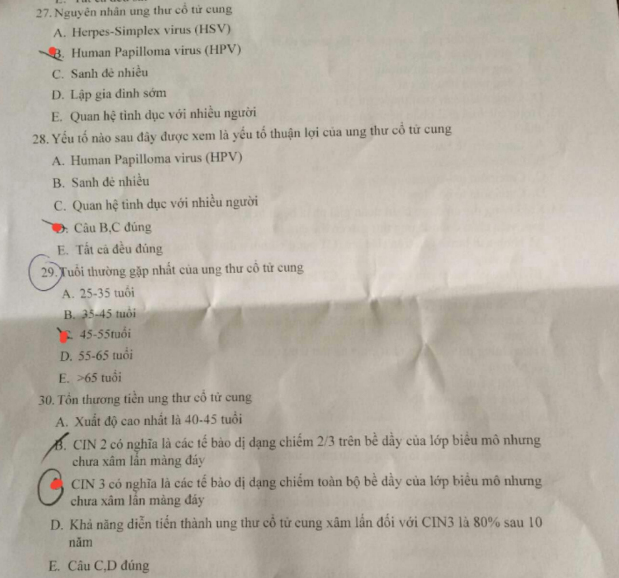 27. Nguyên nhân ung thư cổ tử cung
A. Herpes-Simplex virus (HSV)
B. Human Papilloma virus (HPV)
C. Sanh đẻ nhiều
D. Lập gia đình sớm
E. Quan hệ tình dục với nhiều người
28. Yếu tố nào sau đây được xem là yếu tố thuận lợi của ung thư cổ tử cung
A. Human Papilloma virus (HPV)
B. Sanh đẻ nhiều
C. Quan hệ tình dục với nhiều người
D. Câu B,C đúng
E. Tất cả đều đúng
29. Tuổi thường gặp nhất của ung thư cổ tử cung
A. 25-35 tuổi
B. 35-45 tuổi
45-55tuổi
D. 55-65 tuổi
E. >65 tuổi
30. Tổn thương tiền ung thư cổ tử cung
A. Xuất độ cao nhất là 40-45 tuổi
B. CIN 2 có nghĩa là các tế bào dị dạng chiếm 2/3 trên bề dầy của lớp biểu mô nhưng
chưa xâm lấn màng đáy
CIN 3 có nghĩa là các tế bào dị dạng chiếm toàn bộ bề dầy của lớp biểu mô nhưng
chưa xâm lấn màng đáy
D. Khả năng diễn tiến thành ung thư cổ tử cung xâm lấn đối với CIN3 là 80% sau 10
năm
E. Câu C,D đúng